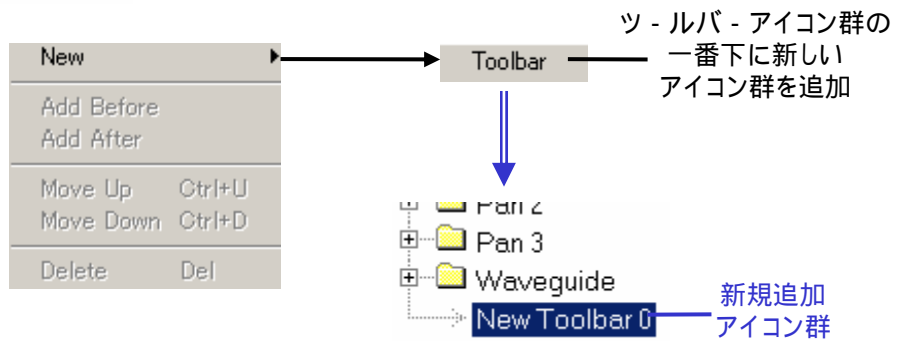 New
Add Before
Add After
Move Up Ctrl+U
Move Down Ctrl+D
Delete Del
Toolbar
ツ - ルバ - アイコン群の
一番下に新しい
アイコン群を追加
Pan 2
Pan 3
Waveguide
New Toolbar 0
新規追加
アイコン群